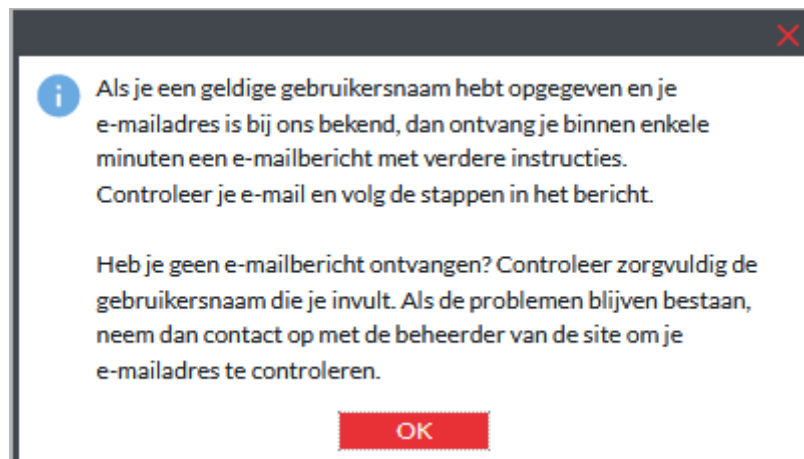 Als je een geldige gebruikersnaam hebt opgegeven en je
e-mailadres is bij ons bekend, dan ontvang je binnen enkele
minuten een e-mailbericht met verdere instructies.
Controleer je e-mail en volg de stappen in het bericht.
Heb je geen e-mailbericht ontvangen? Controleer zorgvuldig de
gebruikersnaam die je invult. Als de problemen blijven bestaan,
neem dan contact op met de beheerder van de site om je
e-mailadres te controleren.
OK